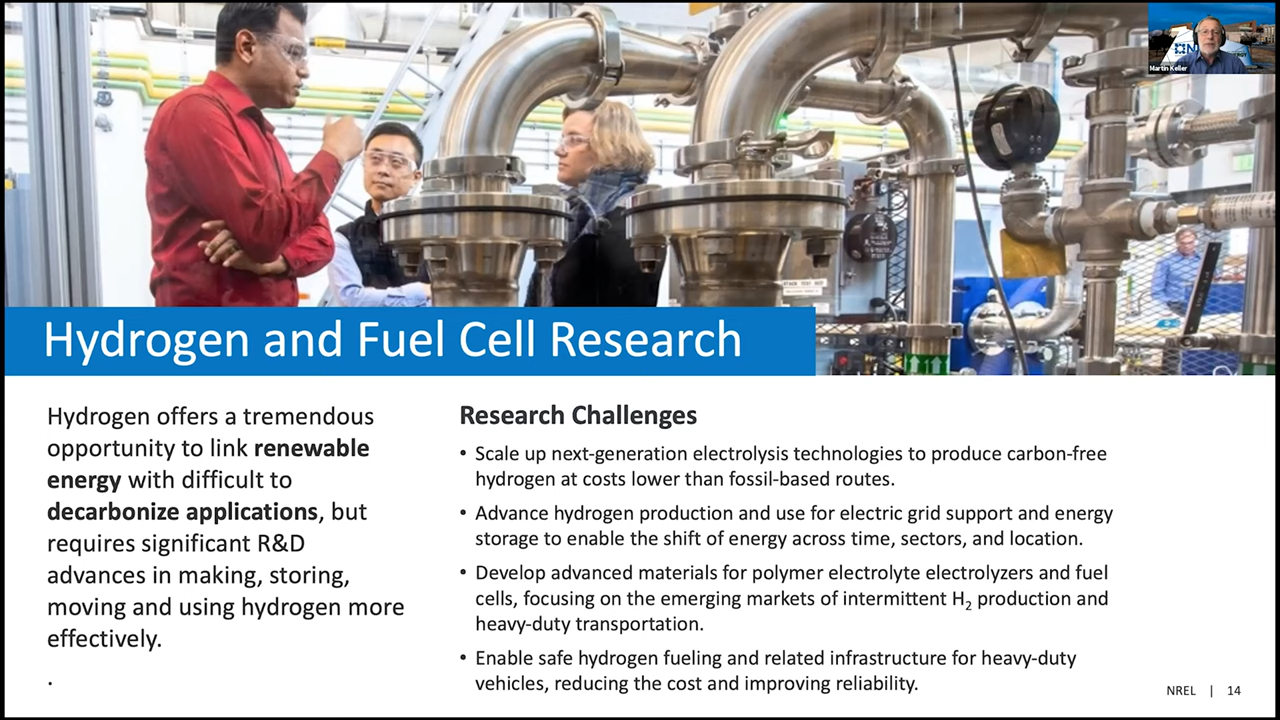 Martin Keller
Hydrogen and Fuel Cell Research
Hydrogen offers a tremendous
opportunity to link renewable
energy with difficult to
decarbonize applications, but
requires significant R&D
advances in making, storing,
moving and using hydrogen more
effectively.
.
Research Challenges
• Scale up next-generation electrolysis technologies to produce carbon-free
hydrogen at costs lower than fossil-based routes.
• Advance hydrogen production and use for electric grid support and energy
storage to enable the shift of energy across time, sectors, and location.
• Develop advanced materials for polymer electrolyte electrolyzers and fuel
cells, focusing on the emerging markets of intermittent H₂ production and
heavy-duty transportation.
• Enable safe hydrogen fueling and related infrastructure for heavy-duty
vehicles, reducing the cost and improving reliability.
NREL | 14